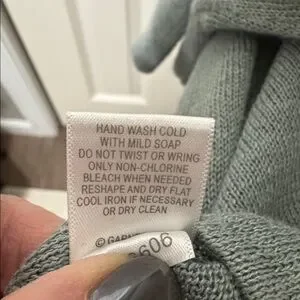 HAND WASH COLD
WITH MILD SOAP
DO NOT TWIST OR WRING
ONLY NON-CHLORINE
BLEACH WHEN NEEDED
RESHAPE AND DRY FLAT
COOL IRON IF NECESSARY
OR DRY CLEAN
©
3606